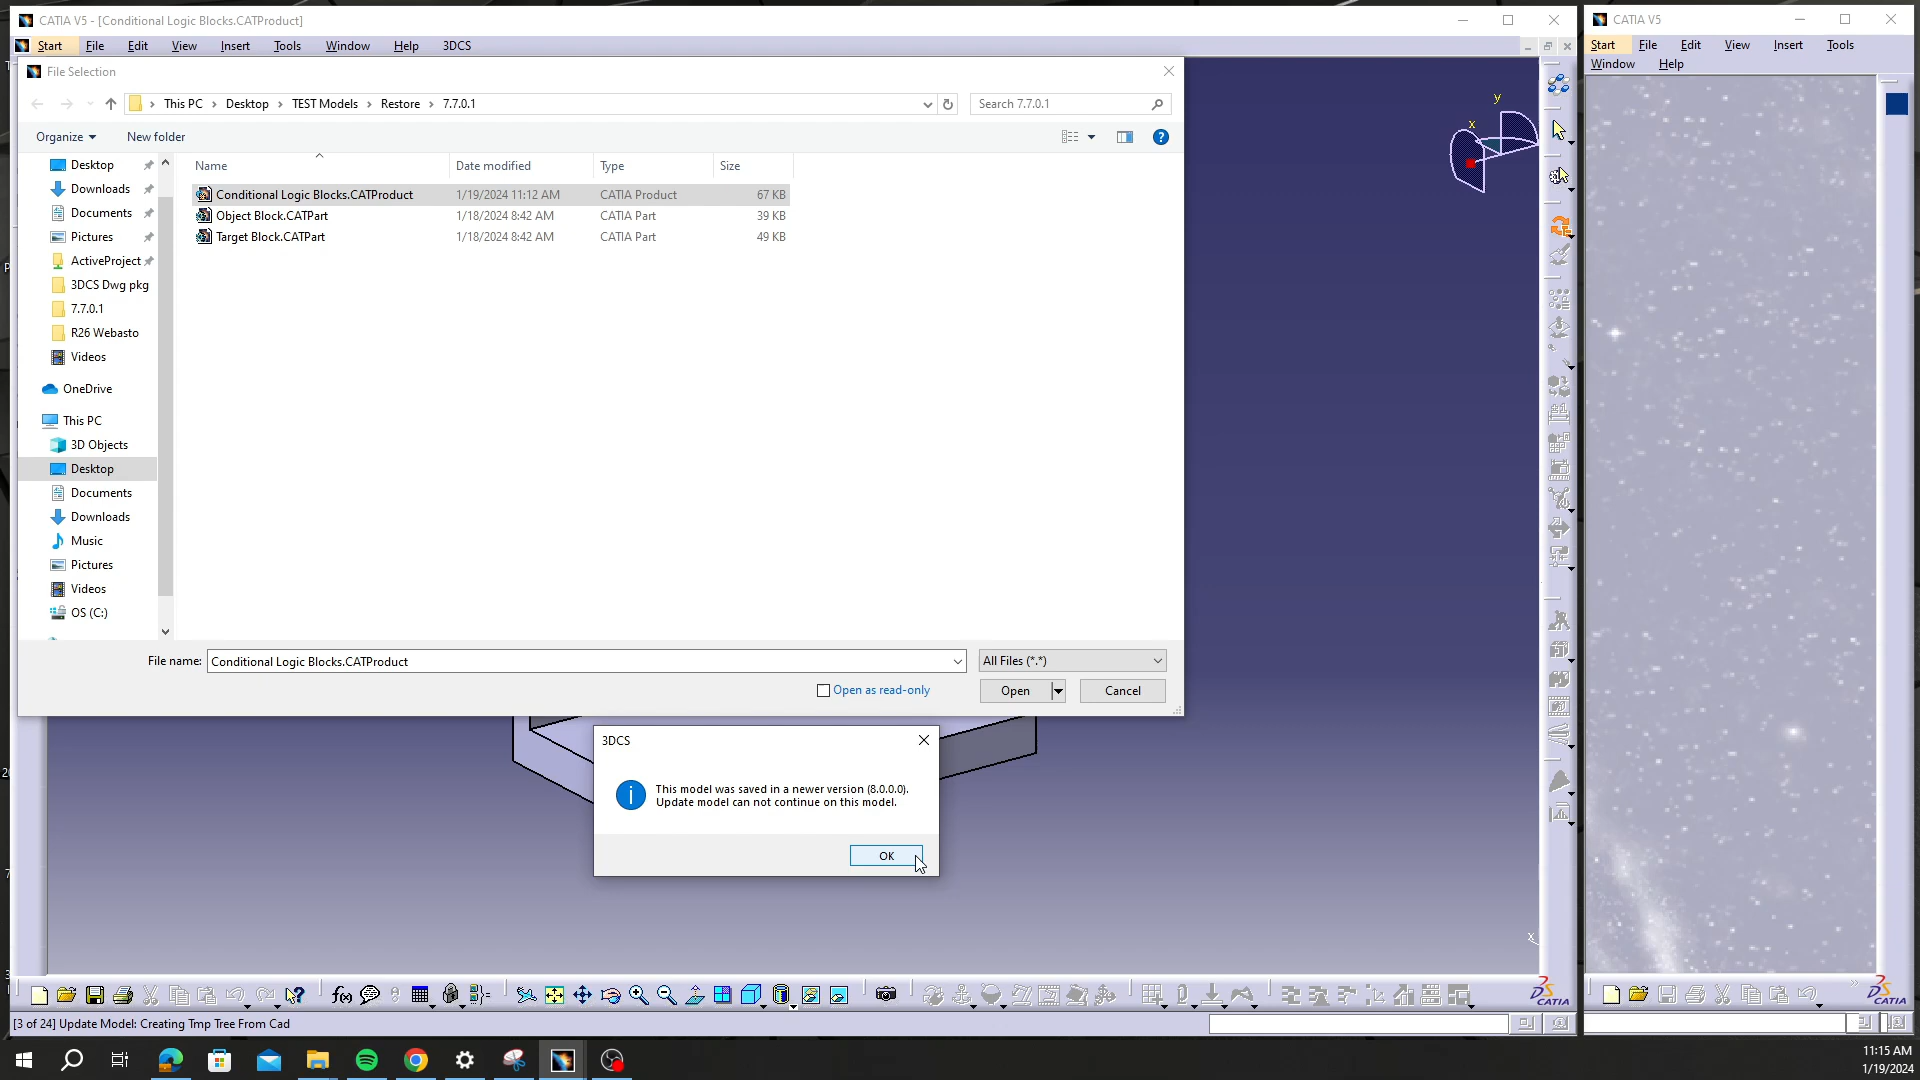 CATIA V5 - [Conditional Logic Blocks.CATProduct]
Start File Edit View Insert Tools Window Help 3DCS
File Selection
This PC > Desktop > TEST Models > Restore > 7.7.0.1
Search 7.7.0.1
Organize
New folder
Desktop
Downloads
Documents
Pictures
ActiveProject
3DCS Dwg pkg
7.7.0.1
R26 Webasto
Videos
OneDrive
This PC
3D Objects
Desktop
Documents
Downloads
Music
Pictures
Videos
OS (C:)
Name Date modified Type Size
Conditional Logic Blocks.CATProduct 1/19/2024 11:12 AM CATIA Product 67 KB
Object Block.CATPart 1/18/2024 8:42 AM CATIA Part 39 KB
Target Block.CATPart 1/18/2024 8:42 AM CATIA Part 49 KB
File name: Conditional Logic Blocks.CATProduct
All Files (*.*)
Open as read-only
Open
Cancel
3DCS
This model was saved in a newer version (8.0.0.0).
Update model can not continue on this model.
OK
y
x
x
CATIA
[3 of 24] Update Model: Creating Tmp Tree From Cad
CATIA V5
Start File Edit View Insert Tools
Window Help
CATIA
11:15 AM
1/19/2024